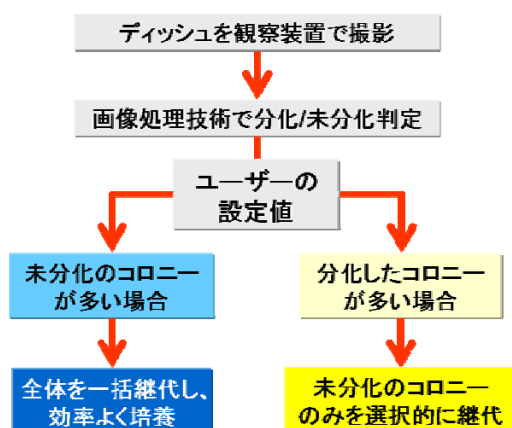 ディッシュを観察装置で撮影
画像処理技術で分化/未分化判定
ユーザーの
設定値
未分化のコロニー
が多い場合
分化したコロニー
が多い場合
全体を一括継代し、
効率よく培養
未分化のコロニー
のみを選択的に継代